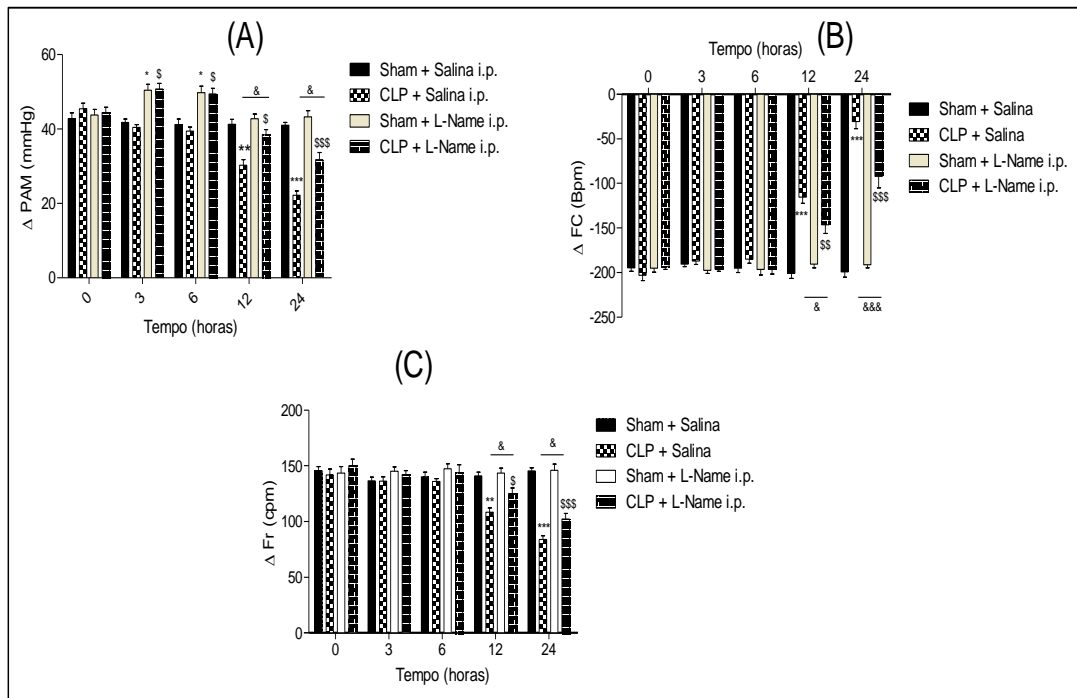 (A)
Δ PAM (mmHg)
60
40
20
0
* $ * $
& &
** $ *** $$$
0 3 6 12 24
Tempo (horas)
Sham + Salina i.p.
CLP + Salina i.p.
Sham + L-Name i.p.
CLP + L-Name i.p.
(B)
Tempo (horas)
0 3 6 12 24
Δ FC (Bpm)
0
-50
-100
-150
-200
-250
*** $$ *** $$$
& &&&
Sham + Salina
CLP + Salina
Sham + L-Name i.p.
CLP + L-Name i.p.
(C)
Δ Fr (cpm)
200
150
100
50
0
& &
** $ *** $$$
0 3 6 12 24
Tempo (horas)
Sham + Salina
CLP + Salina
Sham + L-Name i.p.
CLP + L-Name i.p.